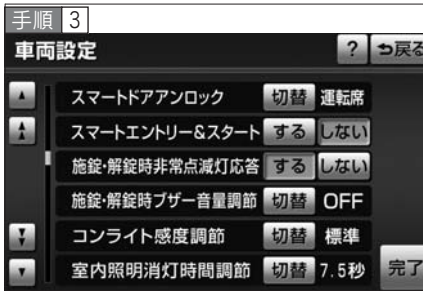 手順 3
車両設定 ? 戻る
スマートドアアンロック 切替 運転席
スマートエントリー&スタート する しない
施錠・解錠時非常点滅灯応答 する しない
施錠・解錠時ブザー音量調節 切替 OFF
コンライト感度調節 切替 標準
室内照明消灯時間調節 切替 7.5秒 完了